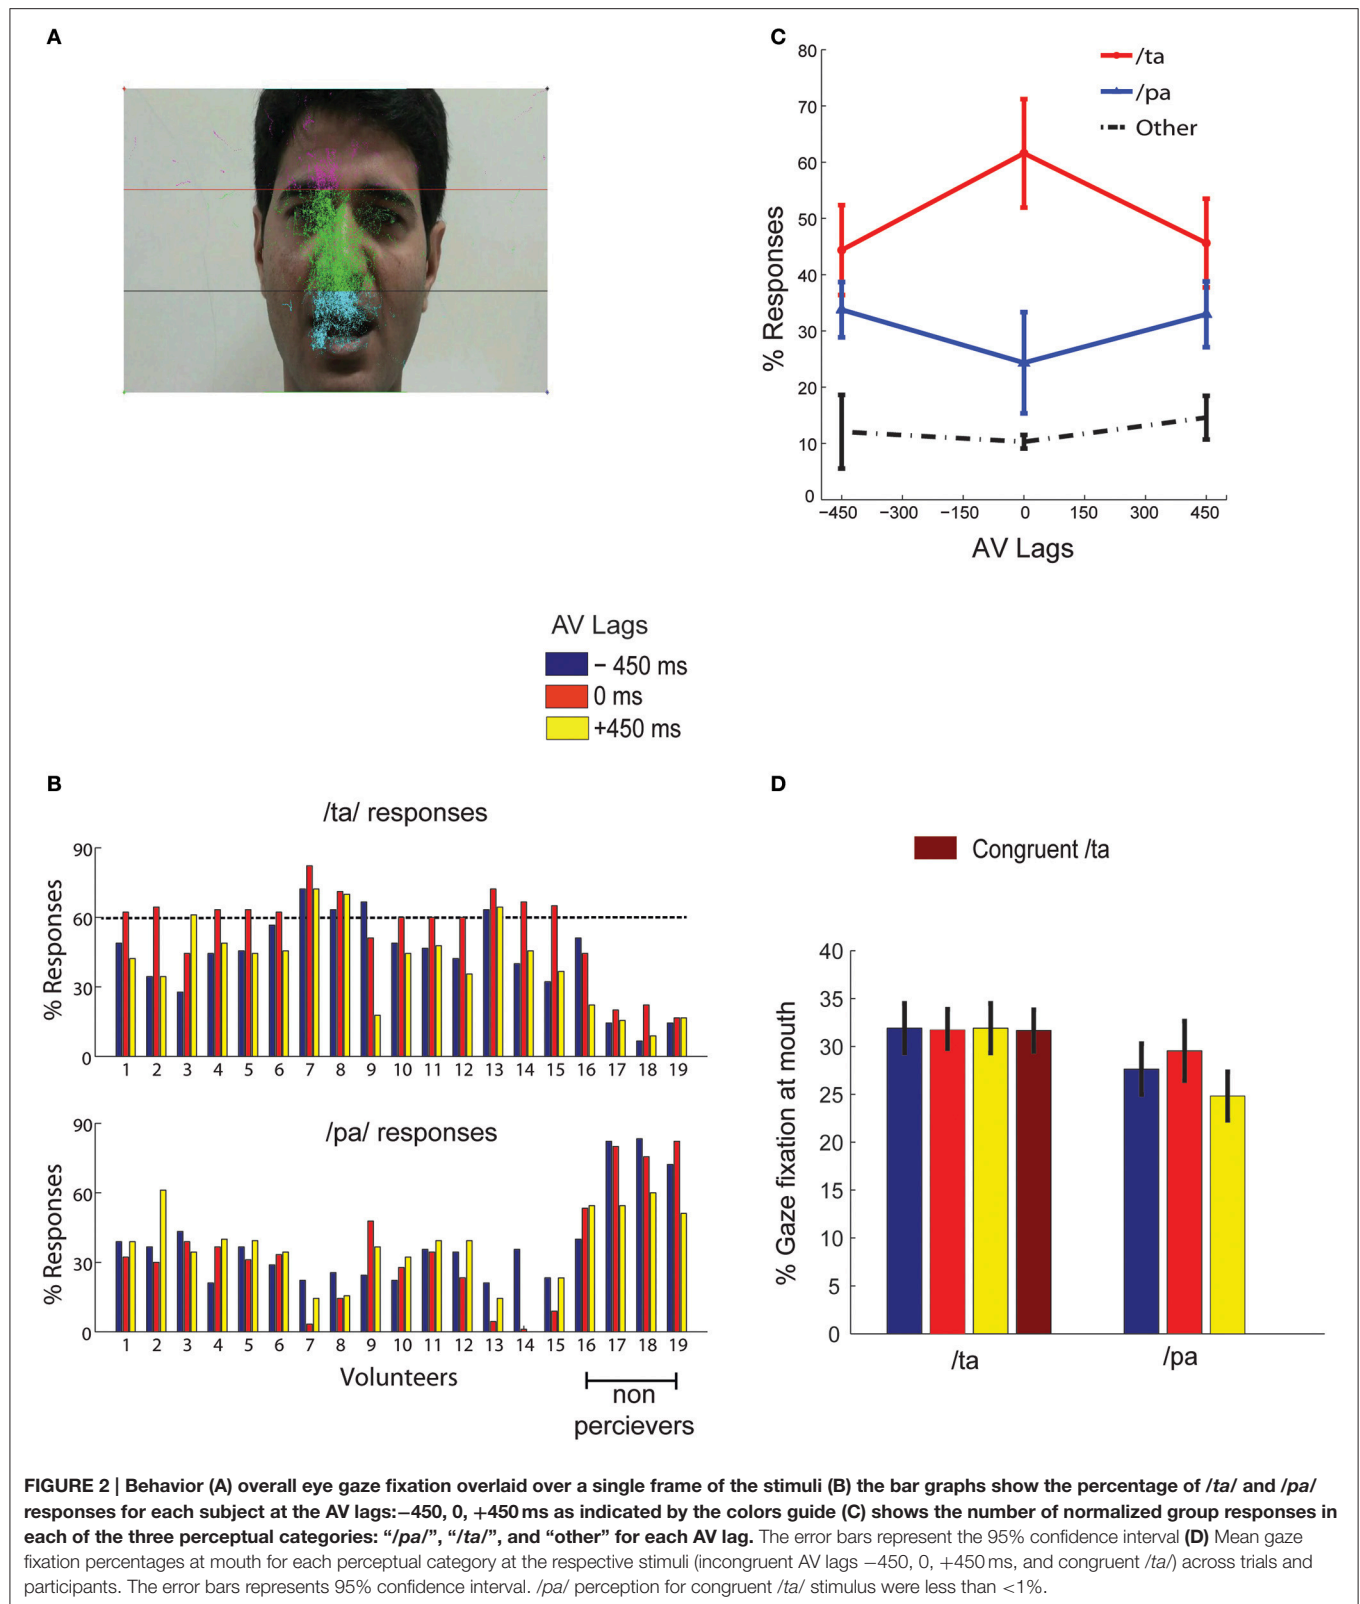 A
C
80
70
60
50
40
30
20
10
0
% Responses
/ta
/pa
Other
−450 −300 −150 0 150 300 450
AV Lags
AV Lags
− 450 ms
0 ms
+450 ms
B
/ta/ responses
90
60
30
0
% Responses
1 2 3 4 5 6 7 8 9 10 11 12 13 14 15 16 17 18 19
/pa/ responses
90
60
30
0
% Responses
1 2 3 4 5 6 7 8 9 10 11 12 13 14 15 16 17 18 19
Volunteers
non
percievers
D
Congruent /ta
40
35
30
25
20
15
10
5
0
% Gaze fixation at mouth
/ta
/pa
FIGURE 2 | Behavior (A) overall eye gaze fixation overlaid over a single frame of the stimuli (B) the bar graphs show the percentage of /ta/ and /pa/
responses for each subject at the AV lags:−450, 0, +450 ms as indicated by the colors guide (C) shows the number of normalized group responses in
each of the three perceptual categories: “/pa/”, “/ta/”, and “other” for each AV lag. The error bars represent the 95% confidence interval (D) Mean gaze
fixation percentages at mouth for each perceptual category at the respective stimuli (incongruent AV lags −450, 0, +450 ms, and congruent /ta/) across trials and
participants. The error bars represents 95% confidence interval. /pa/ perception for congruent /ta/ stimulus were less than <1%.